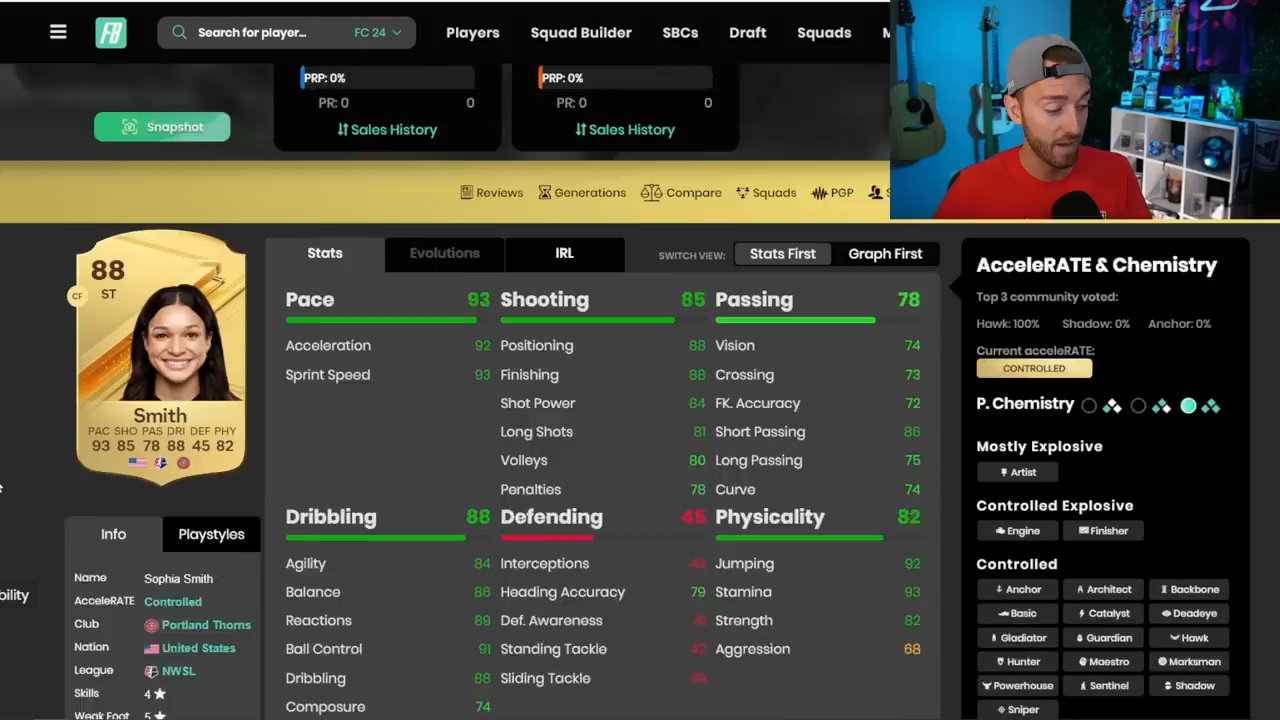 FB
Search for player...
FC 24
Players
Squad Builder
SBCs
Draft
Squads
PRP: 0%
PR: 0
0
Sales History
PRP: 0%
PR: 0
0
Sales History
Snapshot
Reviews
Generations
Compare
Squads
PGP
88
ST
CF
Smith
PAC SHO PAS DRI DEF PHY
93 85 78 88 45 82
Stats
Evolutions
IRL
SWITCH VIEW:
Stats First
Graph First
Pace 93
Acceleration 92
Sprint Speed 93
Shooting 85
Positioning 88
Finishing 88
Shot Power 84
Long Shots 81
Volleys 80
Penalties 78
Passing 78
Vision 74
Crossing 73
FK. Accuracy 72
Short Passing 86
Long Passing 75
Curve 74
Dribbling 88
Agility 84
Balance 86
Reactions 89
Ball Control 91
Dribbling 88
Composure 74
Defending 45
Interceptions 43
Heading Accuracy 79
Def. Awareness 41
Standing Tackle 42
Sliding Tackle
Physicality 82
Jumping 92
Stamina 93
Strength 82
Aggression 68
Info
Playstyles
Name Sophia Smith
AcceleRATE Controlled
Club Portland Thorns
Nation United States
League NWSL
Skills 4
Weak Foot 5
bility
AcceleRATE & Chemistry
Top 3 community voted:
Hawk: 100% Shadow: 0% Anchor: 0%
Current acceleRATE:
CONTROLLED
P. Chemistry
Mostly Explosive
Artist
Controlled Explosive
Engine
Finisher
Controlled
Anchor
Architect
Backbone
Basic
Catalyst
Deadeye
Gladiator
Guardian
Hawk
Hunter
Maestro
Marksman
Powerhouse
Sentinel
Shadow
Sniper